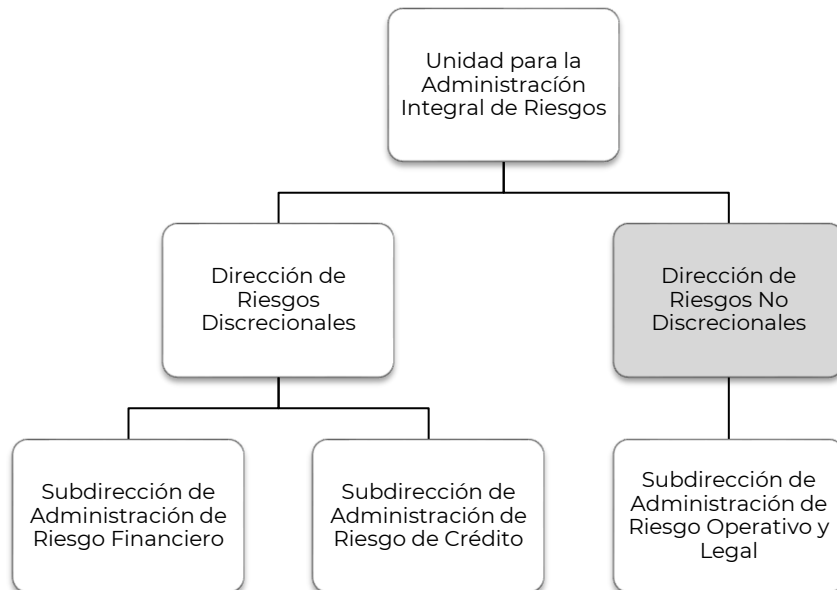 Unidad para la
Administracíón
Integral de Riesgos
Dirección de
Riesgos
Discrecionales
Dirección de
Riesgos No
Discrecionales
Subdirección de
Administración de
Riesgo Financiero
Subdirección de
Administración de
Riesgo de Crédito
Subdirección de
Administración de
Riesgo Operativo y
Legal